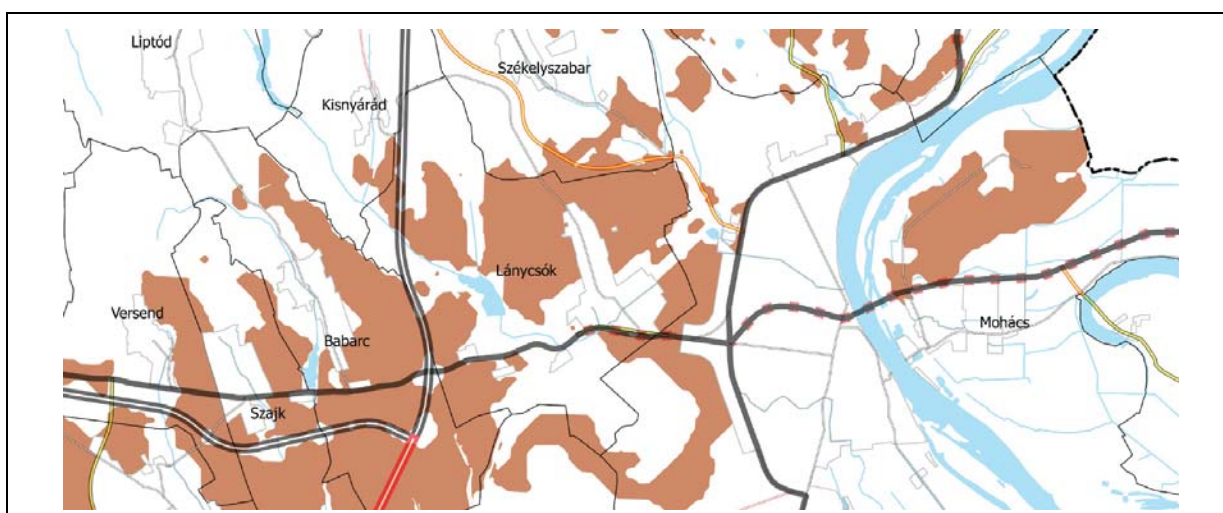 Liptód
Székelyszabar
Kisnyárád
Lánycsók
Versend
Babarc
Mohács
Szajk